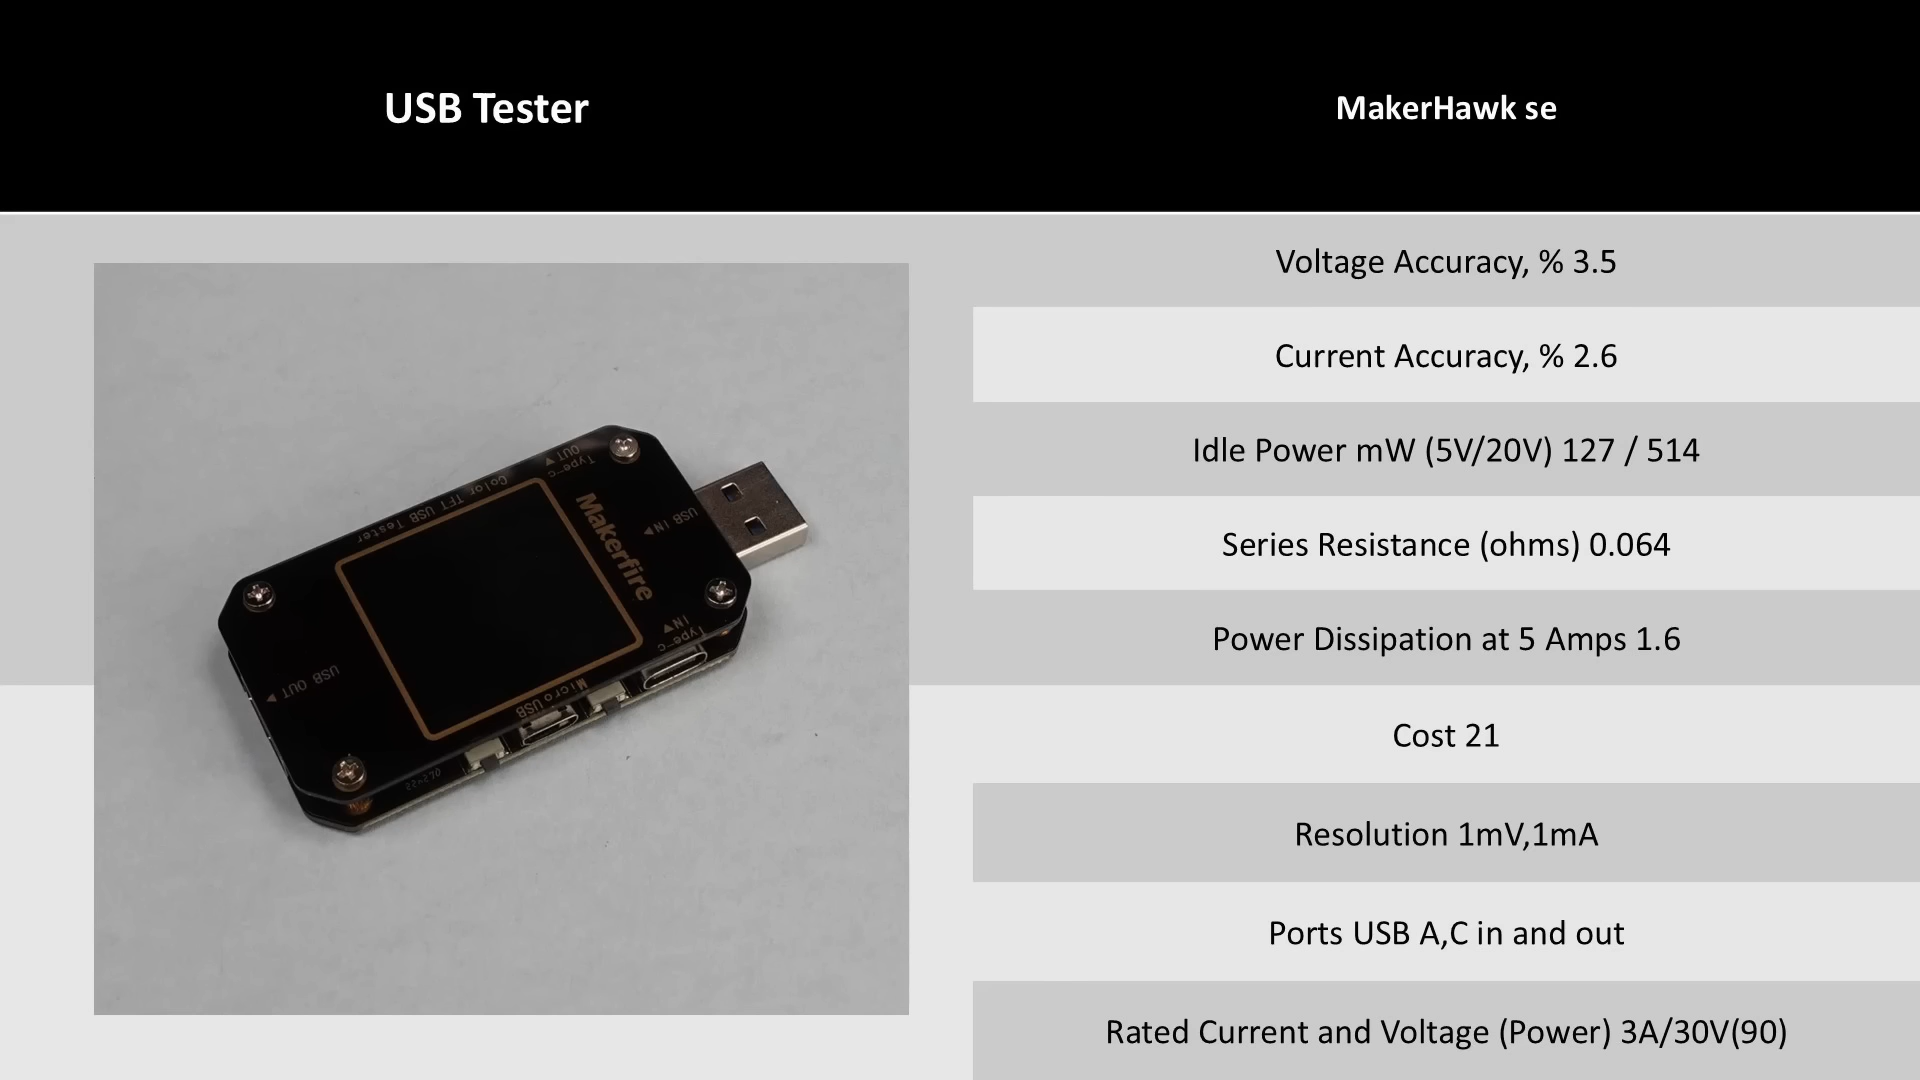 USB Tester
MakerHawk se
Voltage Accuracy, % 3.5
Current Accuracy, % 2.6
Idle Power mW (5V/20V) 127 / 514
Series Resistance (ohms) 0.064
Power Dissipation at 5 Amps 1.6
Cost 21
Resolution 1mV,1mA
Ports USB A,C in and out
Rated Current and Voltage (Power) 3A/30V(90)
Type-C
OUT
Color TFT USB Tester
Makerfire
USB IN
Type-C
IN
USB OUT
Micro USB